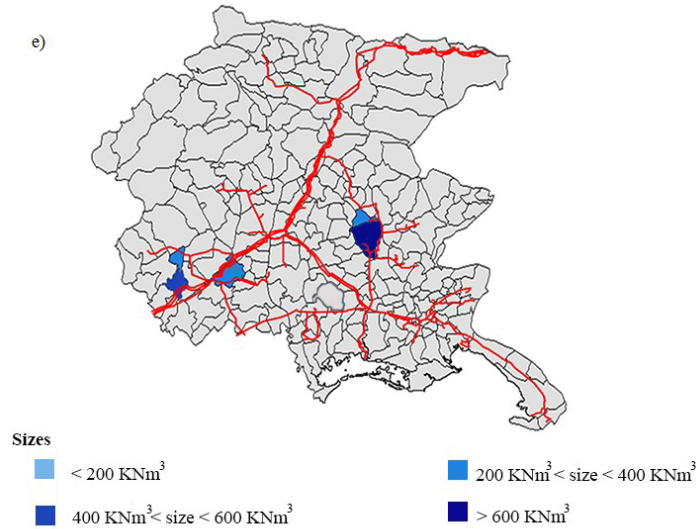 e)
Sizes
< 200 KNm³
200 KNm³ < size < 400 KNm³
400 KNm³< size < 600 KNm³
> 600 KNm³